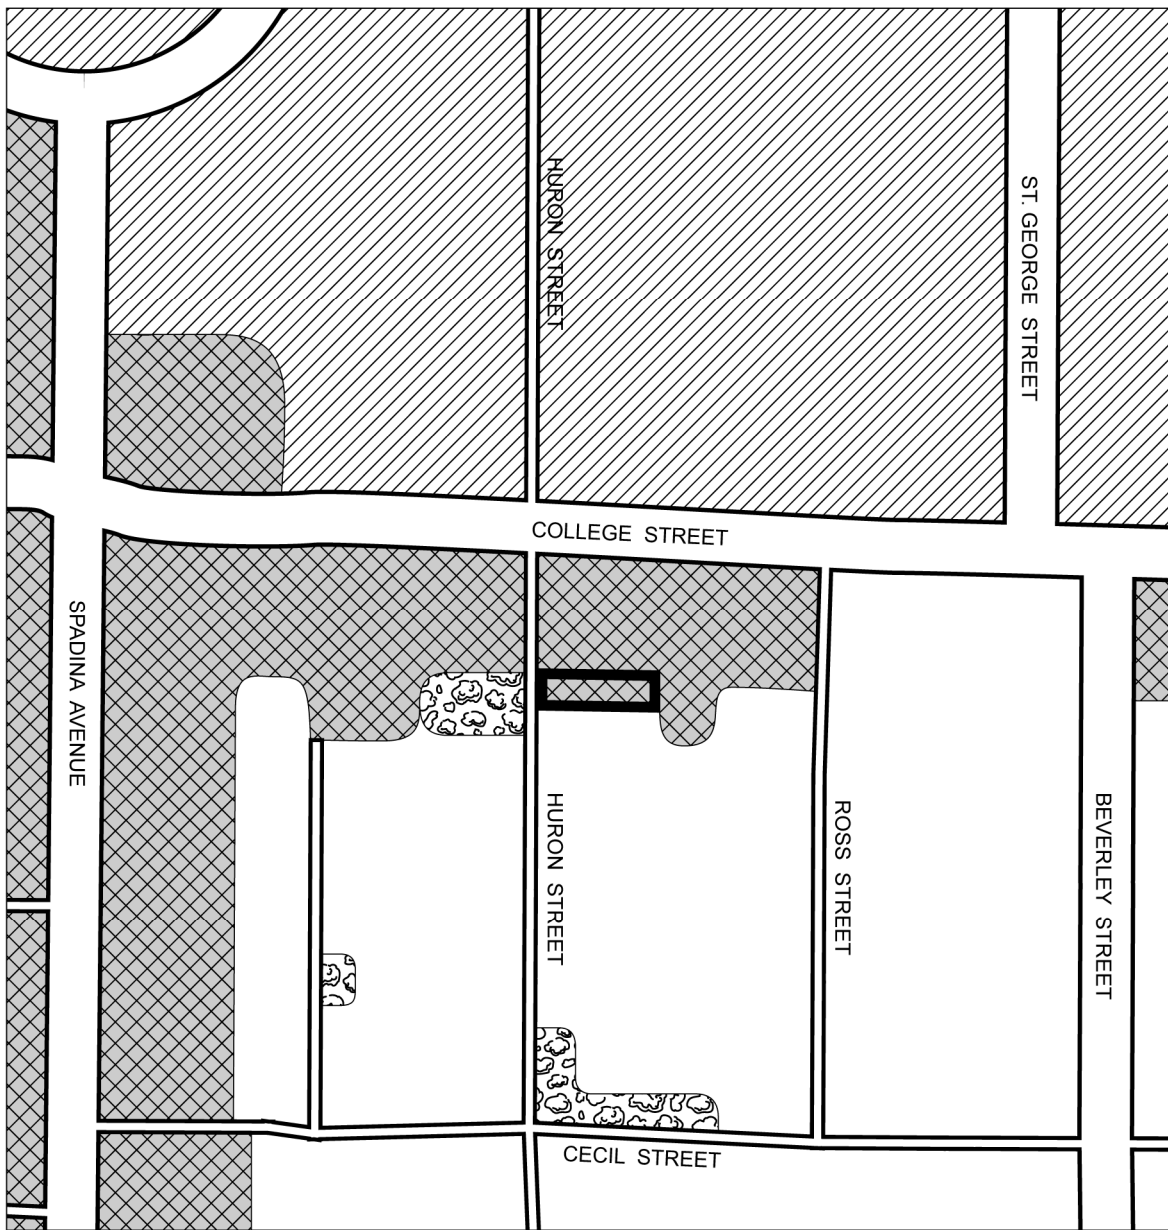 HURON STREET
ST. GEORGE STREET
COLLEGE STREET
SPADINA AVENUE
HURON STREET
ROSS STREET
BEVERLEY STREET
CECIL STREET